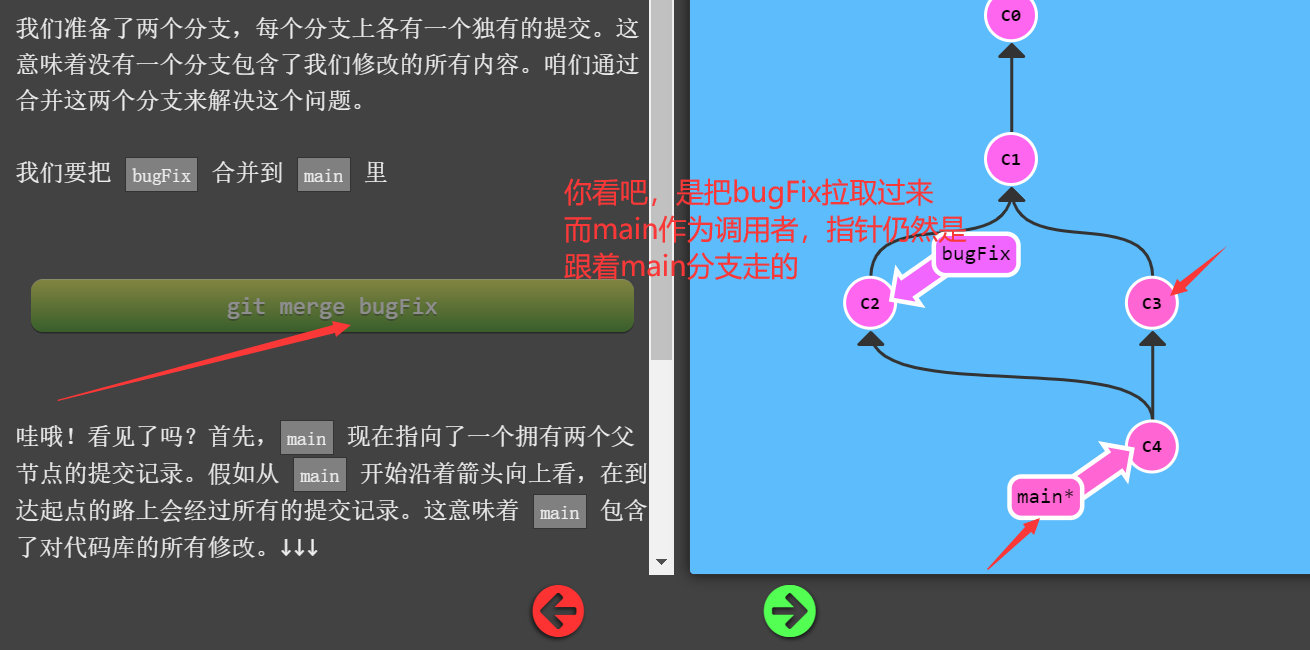 我们准备了两个分支，每个分支上各有一个独有的提交。这
意味着没有一个分支包含了我们修改的所有内容。咱们通过
合并这两个分支来解决这个问题。
我们要把 bugFix 合并到 main 里
git merge bugFix
哇哦！看见了吗？首先，main 现在指向了一个拥有两个父
节点的提交记录。假如从 main 开始沿着箭头向上看，在到
达起点的路上会经过所有的提交记录。这意味着 main 包含
了对代码库的所有修改。↓↓↓
你看吧，是把bugFix拉取过来
而main作为调用者，指针仍然是
跟着main分支走的
C0
C1
bugFix
C2
C3
C4
main*